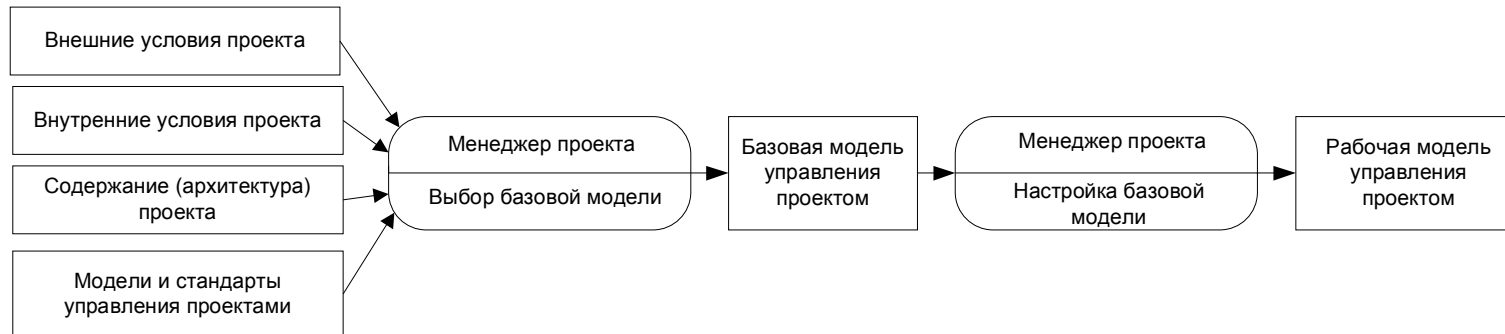 Внешние условия проекта
Внутренние условия проекта
Содержание (архитектура)
проекта
Модели и стандарты
управления проектами
Менеджер проекта
Выбор базовой модели
Базовая модель
управления
проектом
Менеджер проекта
Настройка базовой
модели
Рабочая модель
управления
проектом